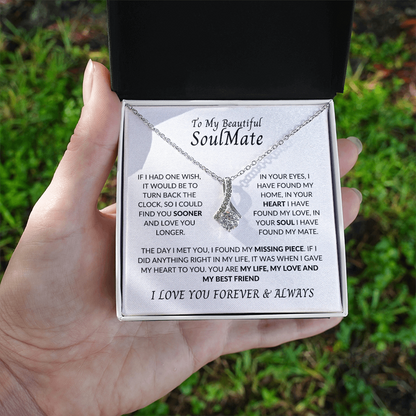 To My Beautiful
SoulMate
IF I HAD ONE WISH,
IT WOULD BE TO
TURN BACK THE
CLOCK, SO I COULD
FIND YOU SOONER
AND LOVE YOU
LONGER.
IN YOUR EYES, I
HAVE FOUND MY
HOME, IN YOUR
HEART I HAVE
FOUND MY LOVE, IN
YOUR SOUL I HAVE
FOUND MY MATE.
THE DAY I MET YOU, I FOUND MY MISSING PIECE. IF I
DID ANYTHING RIGHT IN MY LIFE, IT WAS WHEN I GAVE
MY HEART TO YOU. YOU ARE MY LIFE, MY LOVE AND
MY BEST FRIEND
I LOVE YOU FOREVER & ALWAYS